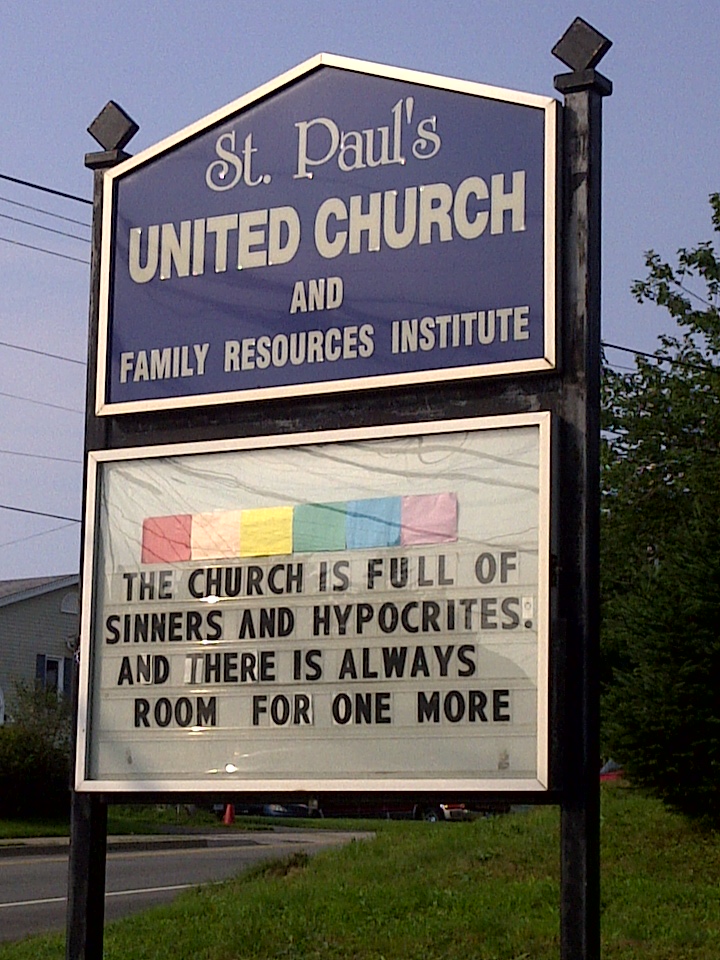 St. Paul's
UNITED CHURCH
AND
FAMILY RESOURCES INSTITUTE
THE CHURCH IS FULL OF
SINNERS AND HYPOCRITES.
AND THERE IS ALWAYS
ROOM FOR ONE MORE